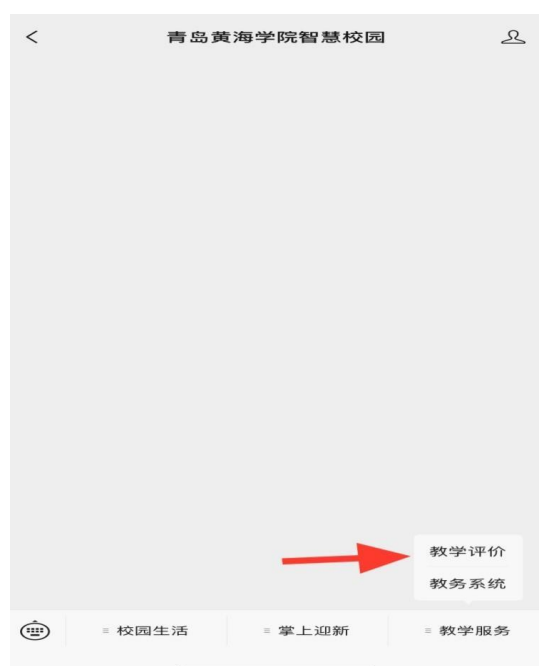 青岛黄海学院智慧校园
教学评价
教务系统
校园生活 掌上迎新 教学服务